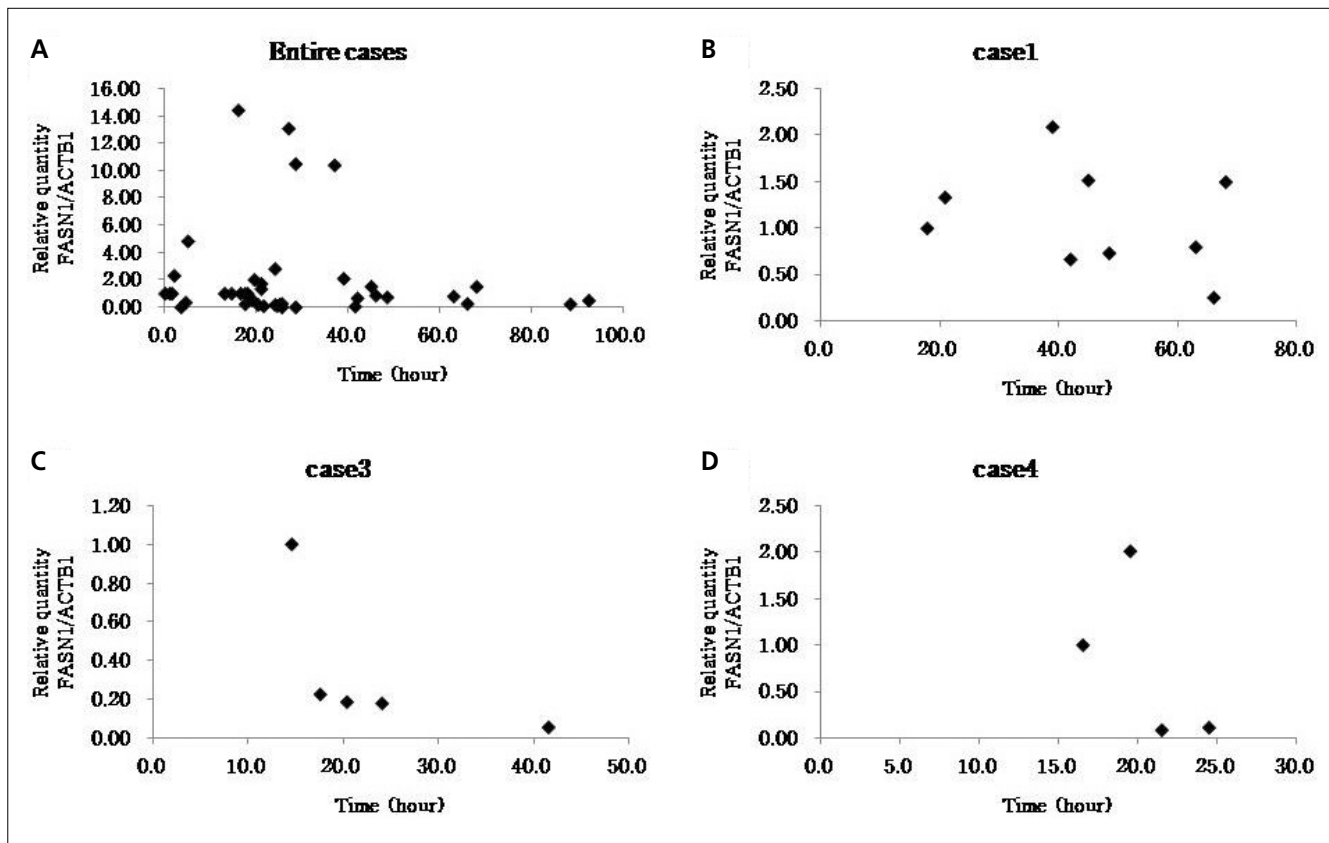 A
Entire cases
Relative quantity
FASN1/ACTB1
16.00
14.00
12.00
10.00
8.00
6.00
4.00
2.00
0.00
0.0 20.0 40.0 60.0 80.0 100.0
Time (hour)
B
case1
Relative quantity
FASN1/ACTB1
2.50
2.00
1.50
1.00
0.50
0.00
0.0 20.0 40.0 60.0 80.0
Time (hour)
C
case3
Relative quantity
FASN1/ACTB1
1.20
1.00
0.80
0.60
0.40
0.20
0.00
0.0 10.0 20.0 30.0 40.0 50.0
Time (hour)
D
case4
Relative quantity
FASN1/ACTB1
2.50
2.00
1.50
1.00
0.50
0.00
0.0 5.0 10.0 15.0 20.0 25.0 30.0
Time (hour)